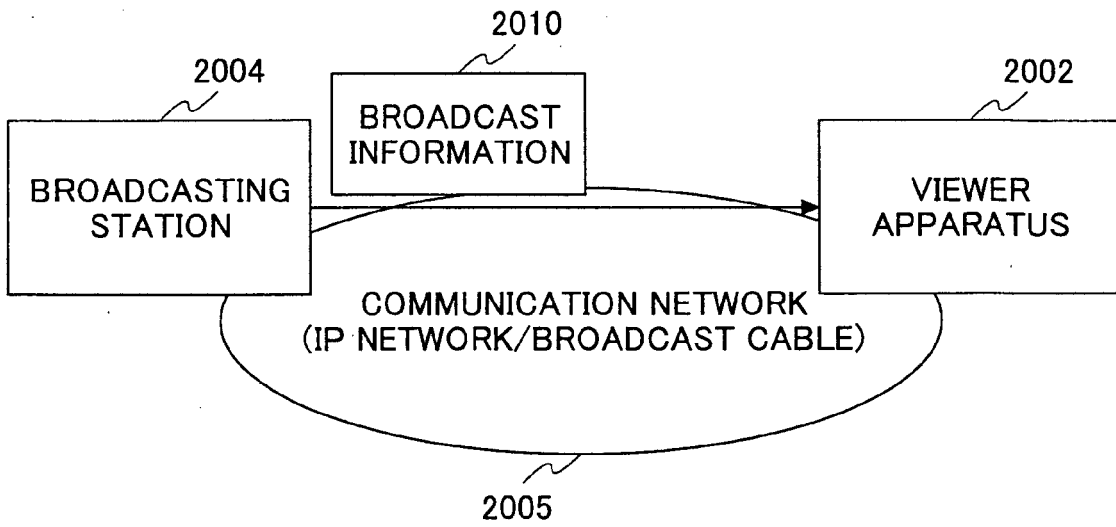 2010
2004
2002
BROADCAST
INFORMATION
BROADCASTING
STATION
VIEWER
APPARATUS
COMMUNICATION NETWORK
(IP NETWORK/BROADCAST CABLE)
2005